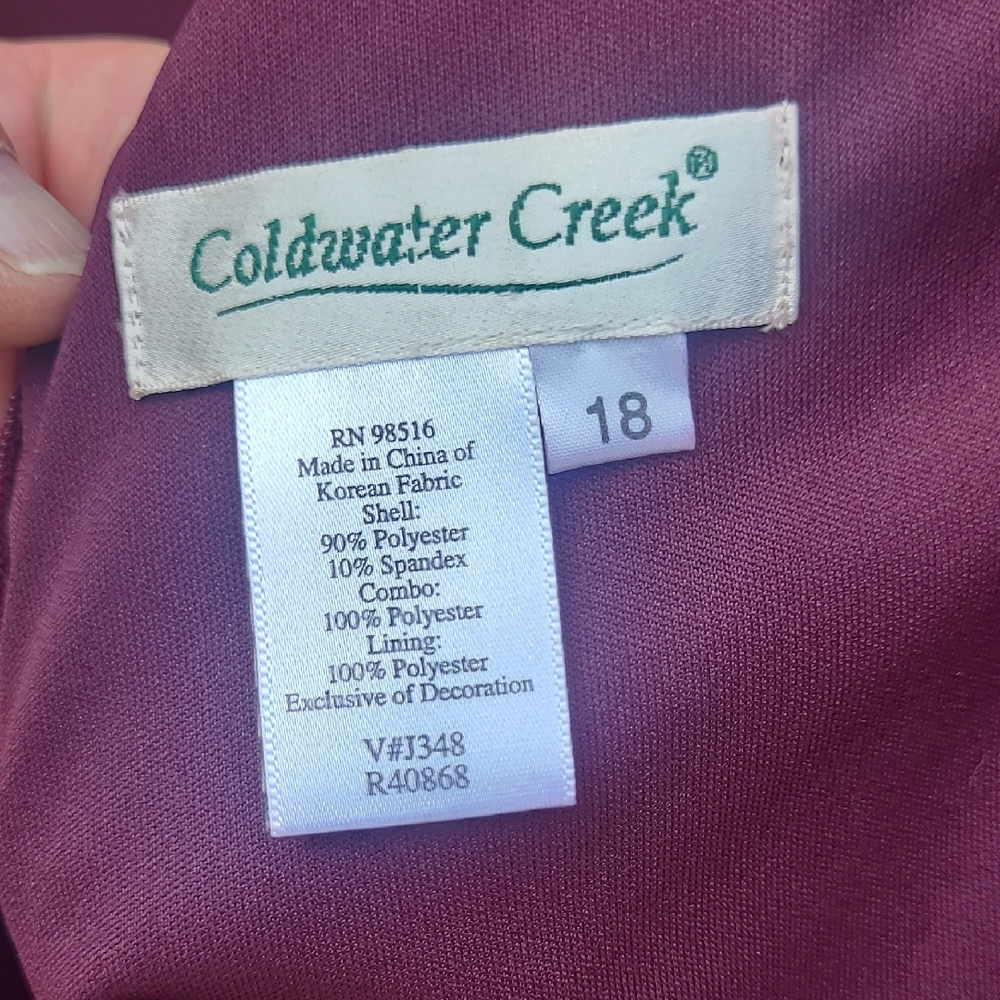 Coldwater Creek®
18
RN 98516
Made in China of
Korean Fabric
Shell:
90% Polyester
10% Spandex
Combo:
100% Polyester
Lining:
100% Polyester
Exclusive of Decoration
V#J348
R40868